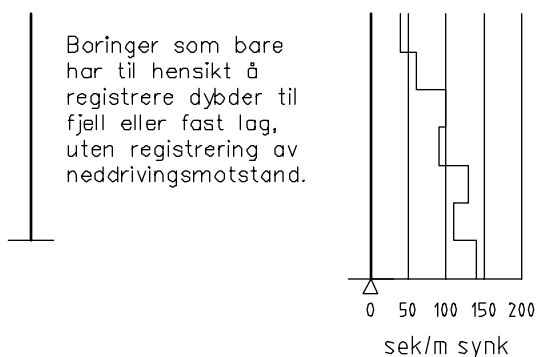 Boringer som bare
har til hensikt å
registrere dybder til
fjell eller fast lag,
uten registrering av
neddrivingsmotstand.
0 50 100 150 200
sek/m synk